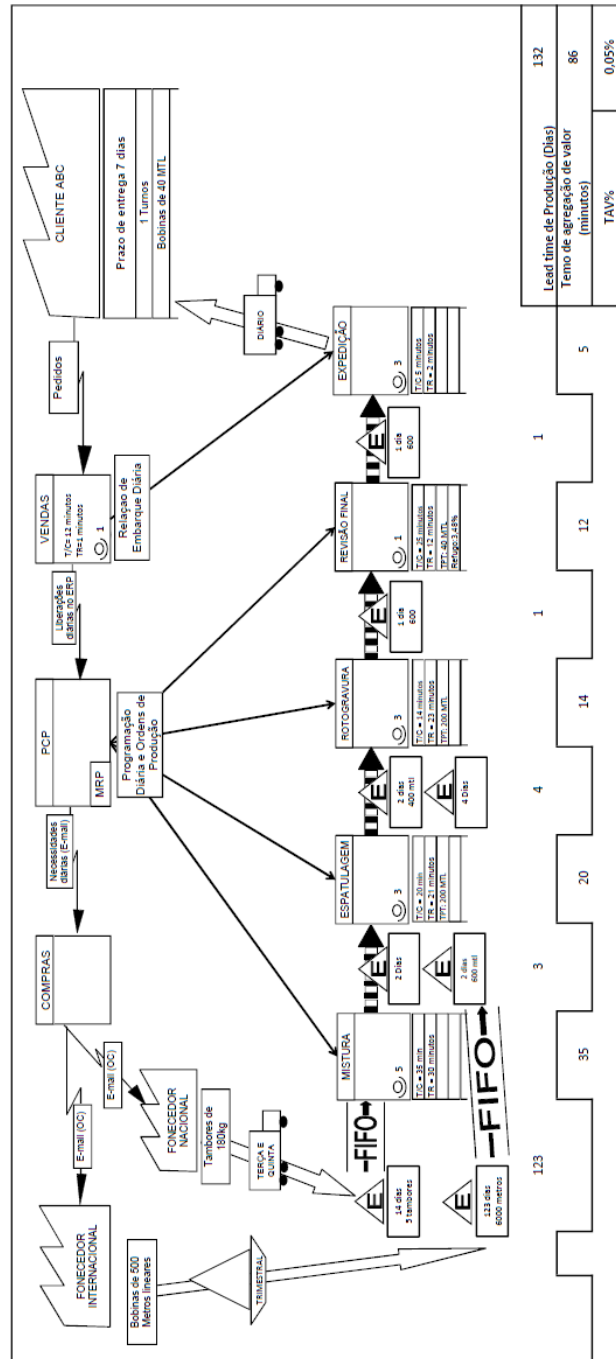 FONECEDOR
INTERNACIONAL
E-mail (OC)
E-mail (OC)
COMPRAS
Necessidades
diárias (E-mail)
PCP
MRP
Liberações
diárias no ERP
VENDAS
T/C= 12 minutos
TR=1 minutos
1
Pedidos
CLIENTE ABC
Prazo de entrega 7 dias
1 Turnos
Bobinas de 40 MTL
Bobinas de 500
Metros lineares
TRIMESTRAL
FONECEDOR
NACIONAL
Tambores de
180kg
TERÇA E
QUINTA
Programação
Diária e Ordens de
Produção
Relaçao de
Embarque Diária
DIÁRIO
E
14 dias
5 tambores
FIFO
MISTURA
5
T/C = 35 min
TR = 30 minutos
E
2 Dias
ESPATULAGEM
3
T/C = 20 min
TR = 21 minutos
TPT: 200 MTL
E
2 dias
400 mtl
ROTOGRAVURA
3
T/C = 14 minutos
TR = 23 minutos
TPT: 200 MTL
E
1 dia
600
REVISÃO FINAL
1
T/C = 25 minutos
TR = 12 minutos
TPT: 40 MTL
Refugo:3,48%
E
1 dia
600
EXPEDIÇÃO
3
T/C 5 minutos
TR = 2 minutos
E
123 dias
6000 metros
FIFO
E
2 dias
600 mtl
E
4 Dias
123
35
3
20
4
14
1
12
1
5
Lead time de Produção (Dias)
132
Temo de agregação de valor
(minutos)
86
TAV%
0,05%